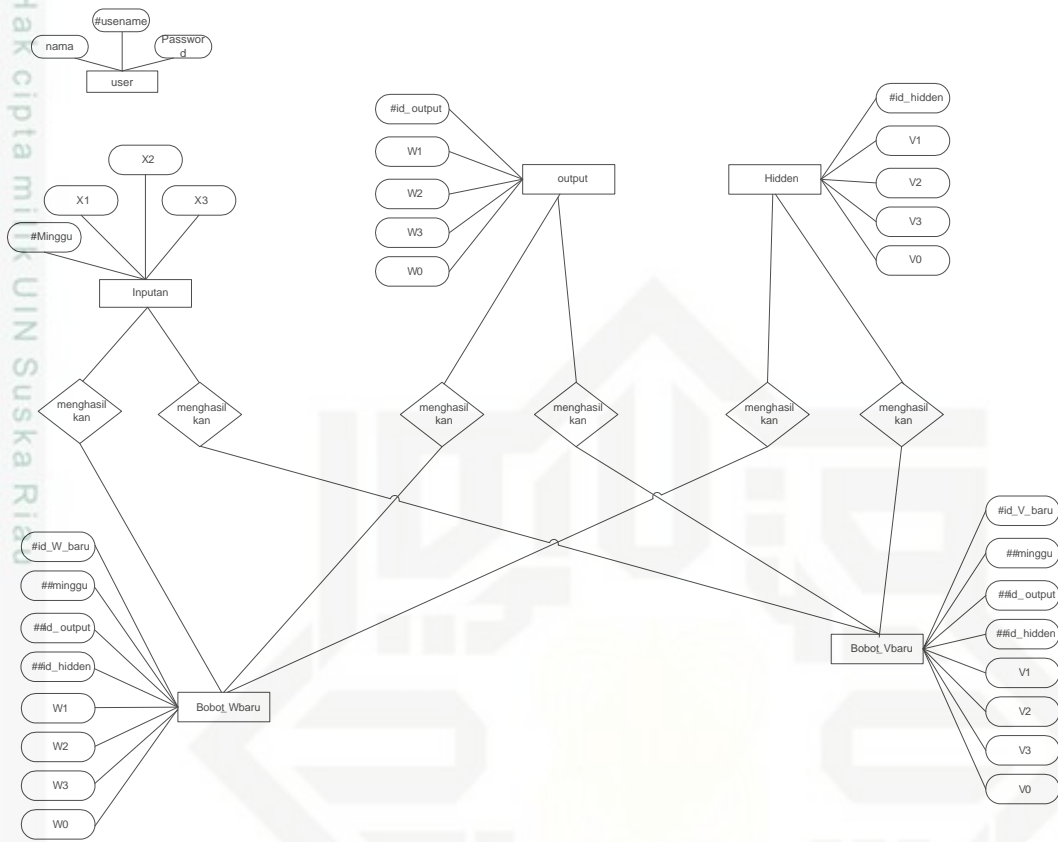 Hak cipta milik UIN Suska Riau
#usename
nama
Passwor
d
user
X2
X1
X3
#Minggu
Inputan
#id_output
W1
W2
W3
W0
output
Hidden
#id_hidden
V1
V2
V3
V0
menghasil
kan
menghasil
kan
menghasil
kan
menghasil
kan
menghasil
kan
menghasil
kan
#id_W_baru
##minggu
##id_output
##id_hidden
W1
W2
W3
W0
Bobot_Wbaru
Bobot_Vbaru
#id_V_baru
##minggu
##id_output
##id_hidden
V1
V2
V3
V0